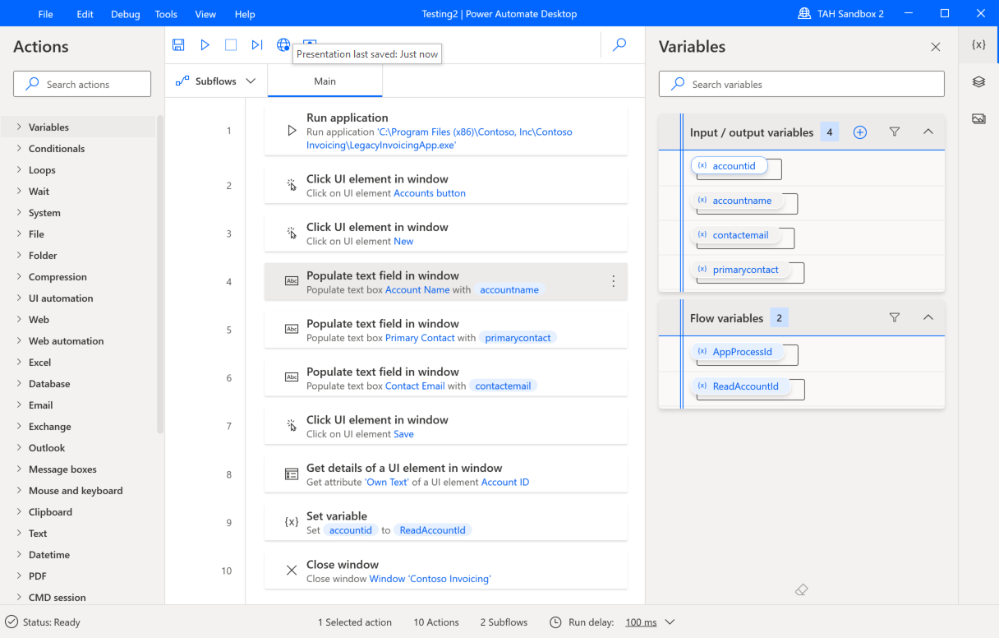 File Edit Debug Tools View Help Testing2 | Power Automate Desktop TAH Sandbox 2
Actions
Search actions
Variables
Conditionals
Loops
Wait
System
File
Folder
Compression
UI automation
Web
Web automation
Excel
Database
Email
Exchange
Outlook
Message boxes
Mouse and keyboard
Clipboard
Text
Datetime
PDF
CMD session
Presentation last saved: Just now
Subflows Main
1
Run application
Run application 'C:\Program Files (x86)\Contoso, Inc\Contoso
Invoicing\LegacyInvoicingApp.exe'
2
Click UI element in window
Click on UI element Accounts button
3
Click UI element in window
Click on UI element New
4
Populate text field in window
Abc
Populate text box Account Name with accountname
5
Populate text field in window
Abc
Populate text box Primary Contact with primarycontact
6
Populate text field in window
Abc
Populate text box Contact Email with contactemail
7
Click UI element in window
Click on UI element Save
8
Get details of a UI element in window
Get attribute 'Own Text' of a UI element Account ID
9
{x}
Set variable
Set accountid to ReadAccountId
10
Close window
Close window Window 'Contoso Invoicing'
Variables
{x}
Search variables
Input / output variables 4
(x) accountid
(x) accountname
(x) contactemail
(x) primarycontact
Flow variables 2
(x) AppProcessId
(x) ReadAccountId
Status: Ready 1 Selected action 10 Actions 2 Subflows Run delay: 100 ms